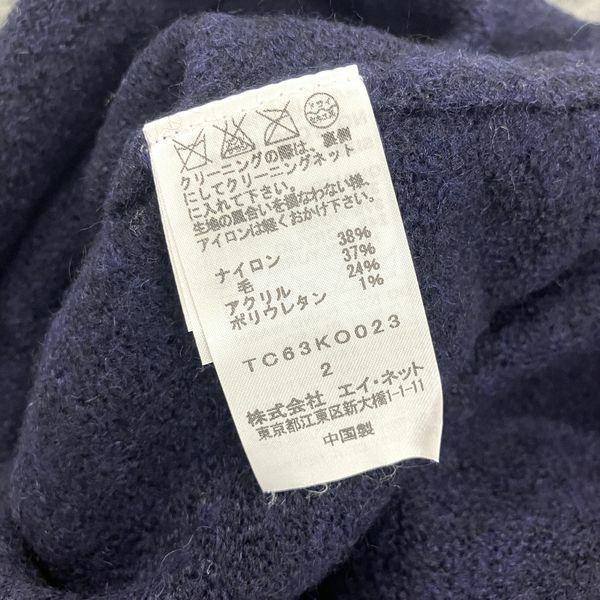 クリーニングの際は、裏側
にしてクリーニングネット
に入れて下さい。
生地の風合いを損なわない様、
アイロンは軽くおかけ下さい。
ナイロン 38%
毛 37%
アクリル 24%
ポリウレタン 1%
TC63KO023
2
株式会社 エイ・ネット
東京都江東区新大橋1-1-11
中国製